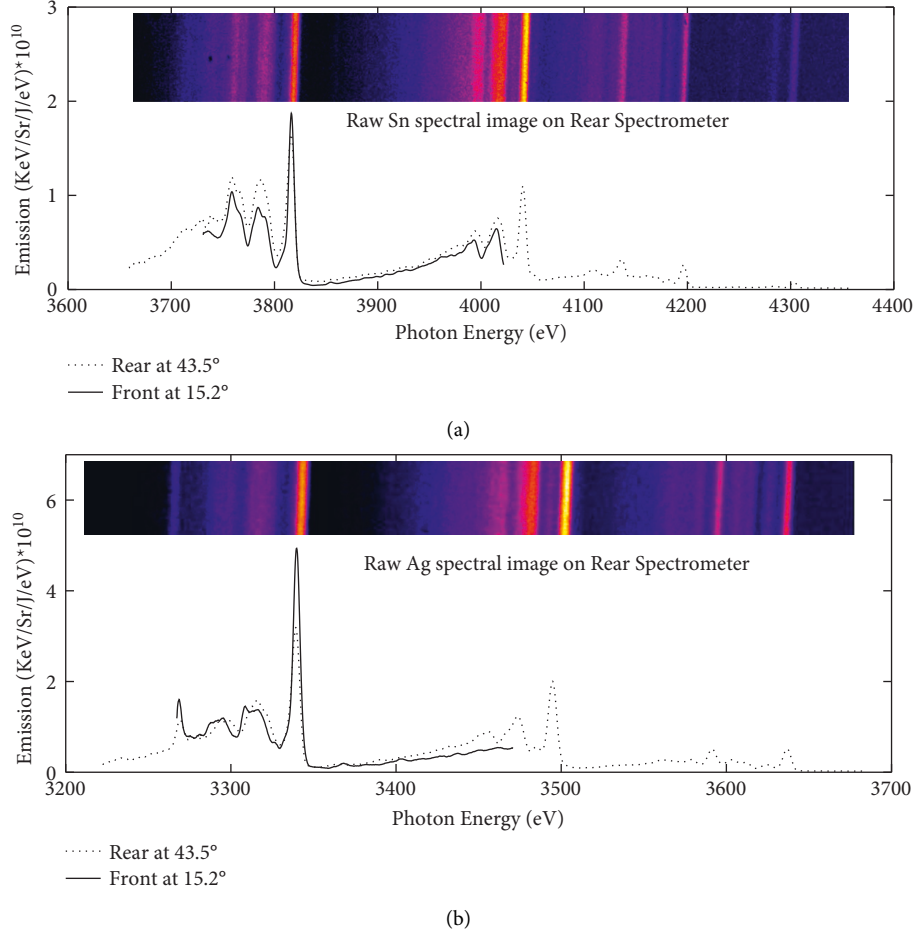 3
2
1
0
Emission (KeV/Sr/J/eV)*10^10
Raw Sn spectral image on Rear Spectrometer
3600 3700 3800 3900 4000 4100 4200 4300 4400
Photon Energy (eV)
Rear at 43.5°
Front at 15.2°
(a)
6
4
2
0
Emission (KeV/Sr/J/eV)*10^10
Raw Ag spectral image on Rear Spectrometer
3200 3300 3400 3500 3600 3700
Photon Energy (eV)
Rear at 43.5°
Front at 15.2°
(b)